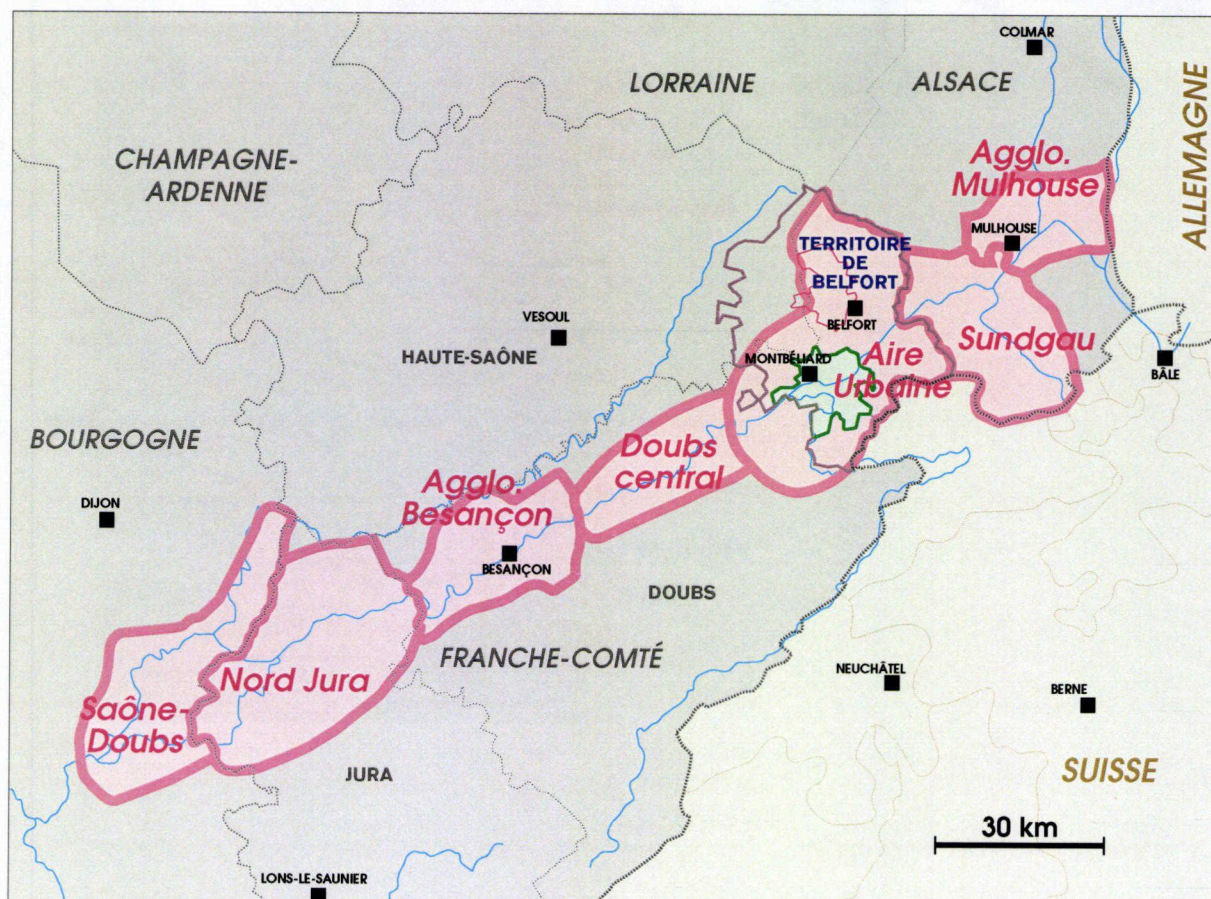 COLMAR
LORRAINE
ALSACE
ALLEMAGNE
CHAMPAGNE-
ARDENNE
Agglo.
Mulhouse
MULHOUSE
TERRITOIRE
DE
BELFORT
BELFORT
VESOUL
HAUTE-SAÔNE
MONTBÉLIARD
Aire
Urbaine
Sundgau
BÂLE
BOURGOGNE
DIJON
Doubs
central
Agglo.
Besançon
BESANÇON
DOUBS
FRANCHE-COMTÉ
Nord Jura
Saône-
Doubs
NEUCHÂTEL
BERNE
SUISSE
JURA
30 km
LONS-LE-SAUNIER